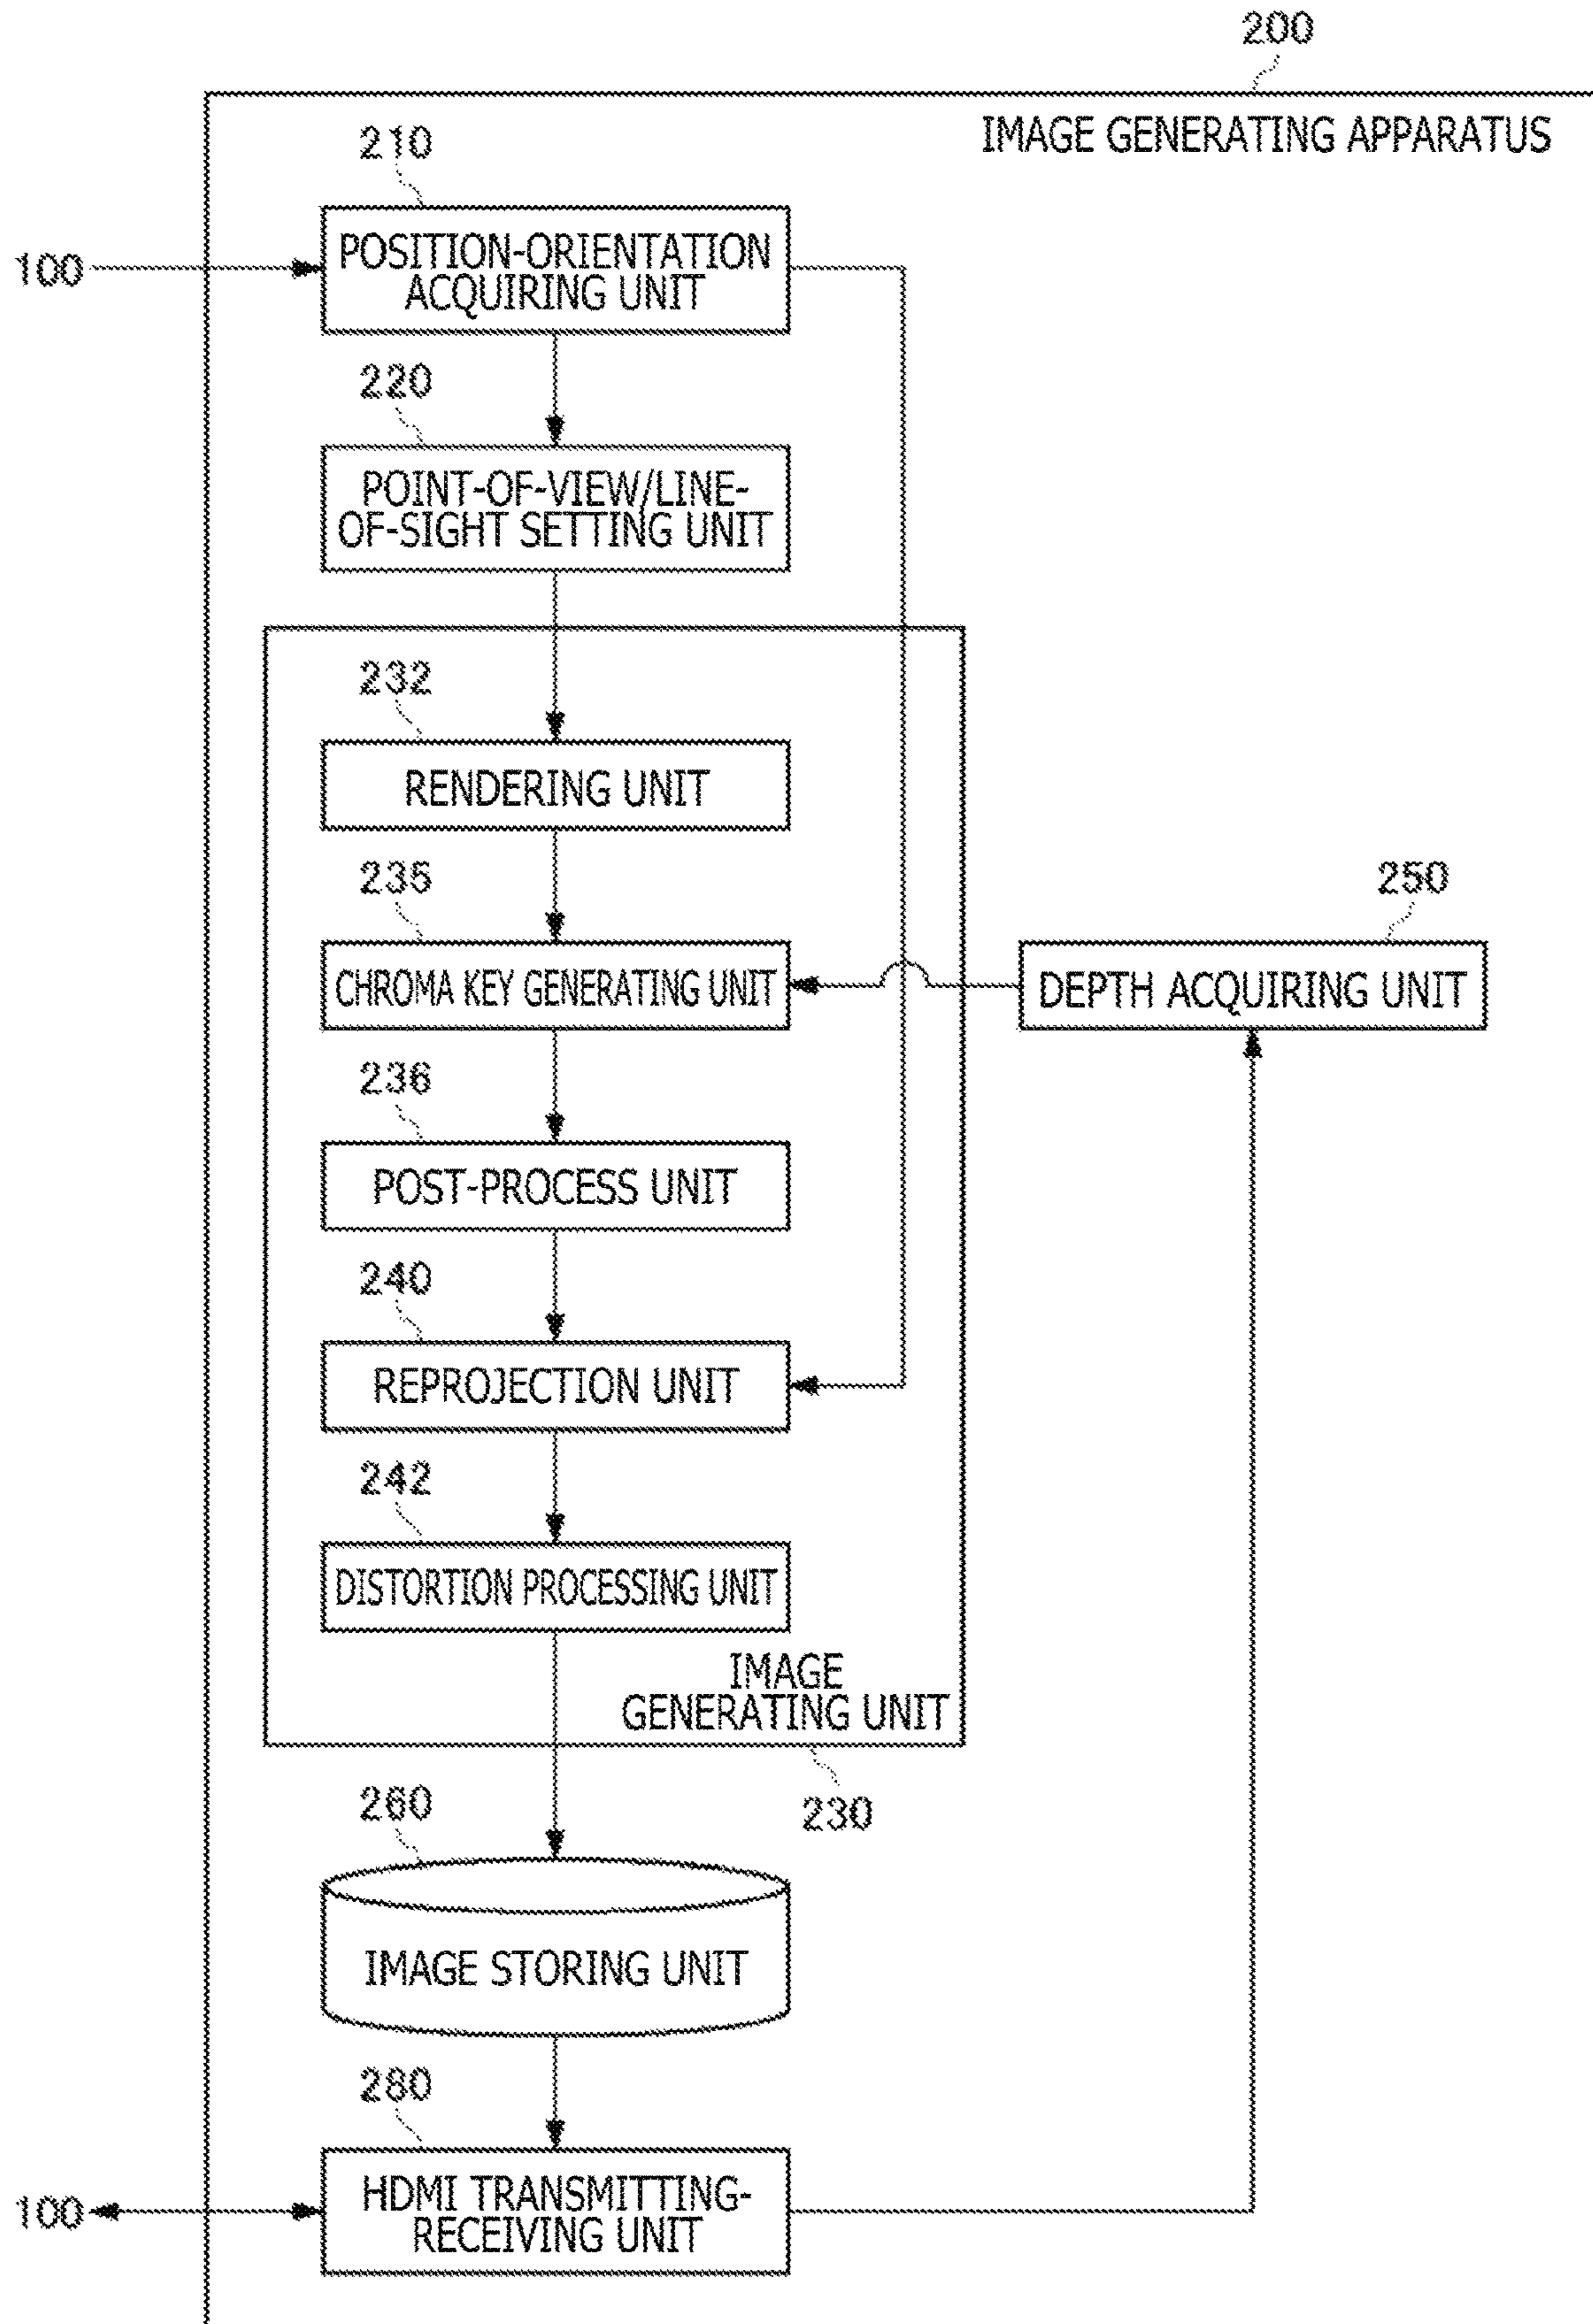 200
IMAGE GENERATING APPARATUS
210
100
POSITION-ORIENTATION
ACQUIRING UNIT
220
POINT-OF-VIEW/LINE-
OF-SIGHT SETTING UNIT
232
RENDERING UNIT
235
250
CHROMA KEY GENERATING UNIT
DEPTH ACQUIRING UNIT
236
POST-PROCESS UNIT
240
REPROJECTION UNIT
242
DISTORTION PROCESSING UNIT
IMAGE
GENERATING UNIT
230
260
IMAGE STORING UNIT
280
100
HDMI TRANSMITTING-
RECEIVING UNIT